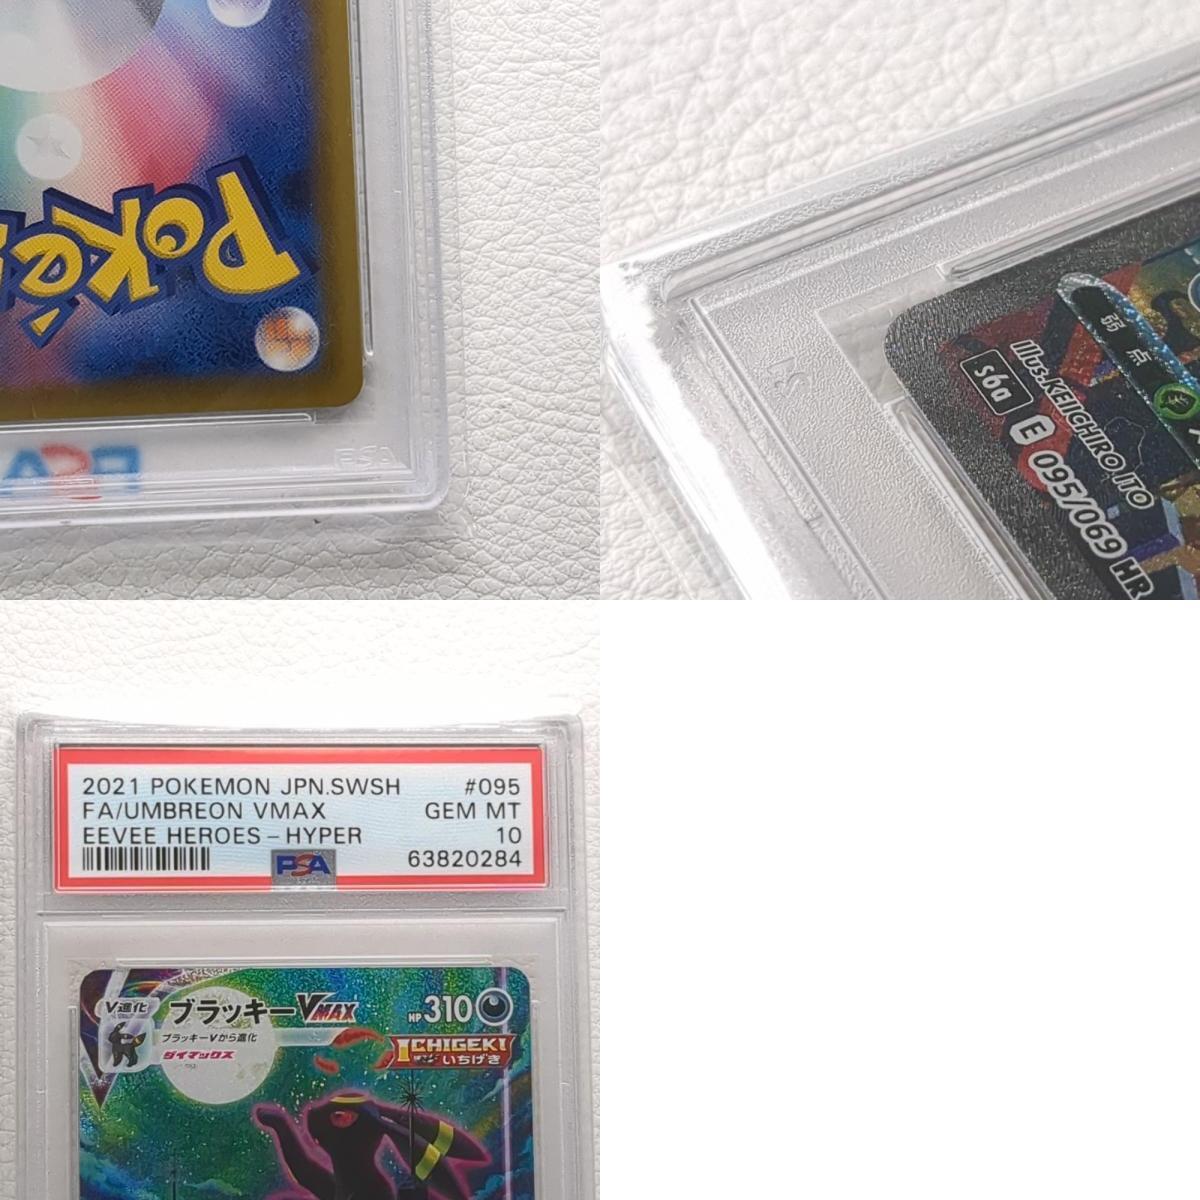 Poké
PSA
PSA
弱点
Illus.KEIICHIRO ITO
s6a E 095/069 HR
2021 POKEMON JPN.SWSH #095
FA/UMBREON VMAX GEM MT
EEVEE HEROES - HYPER 10
PSA 63820284
V進化 ブラッキーVMAX HP310
ブラッキーVから進化
ダイマックス
ICHIGEKI
いちげき